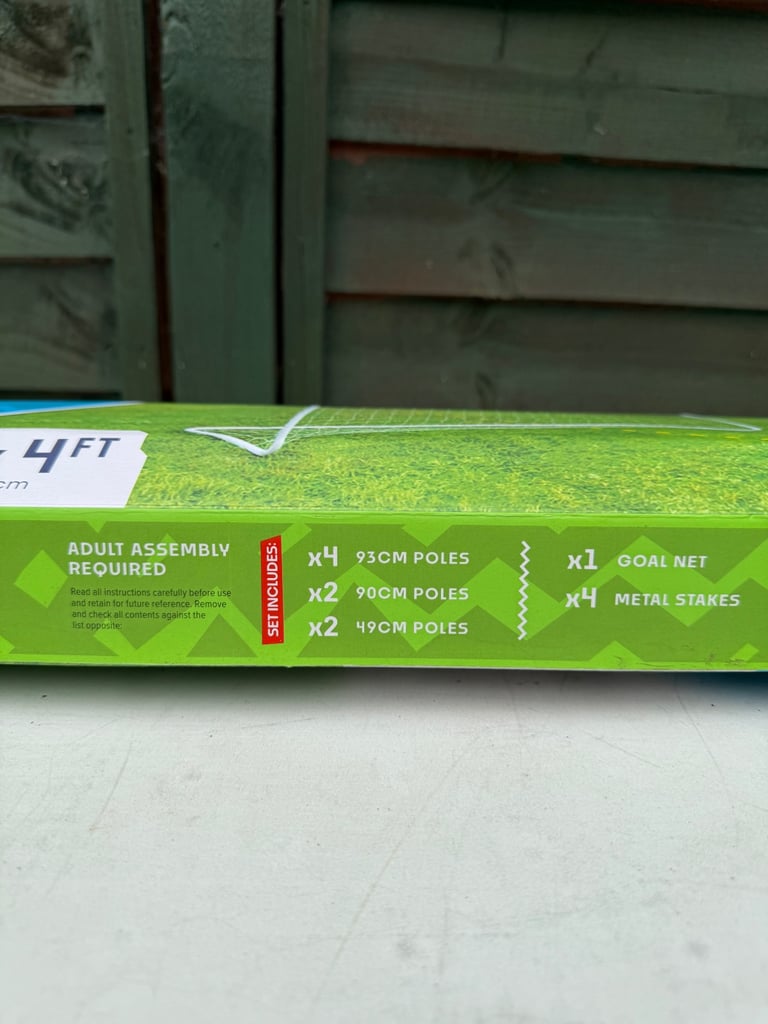 4FT
cm
ADULT ASSEMBLY
REQUIRED
Read all instructions carefully before use
and retain for future reference. Remove
and check all contents against the
list opposite:
SET INCLUDES:
x4 93CM POLES
x2 90CM POLES
x2 49CM POLES
x1 GOAL NET
x4 METAL STAKES